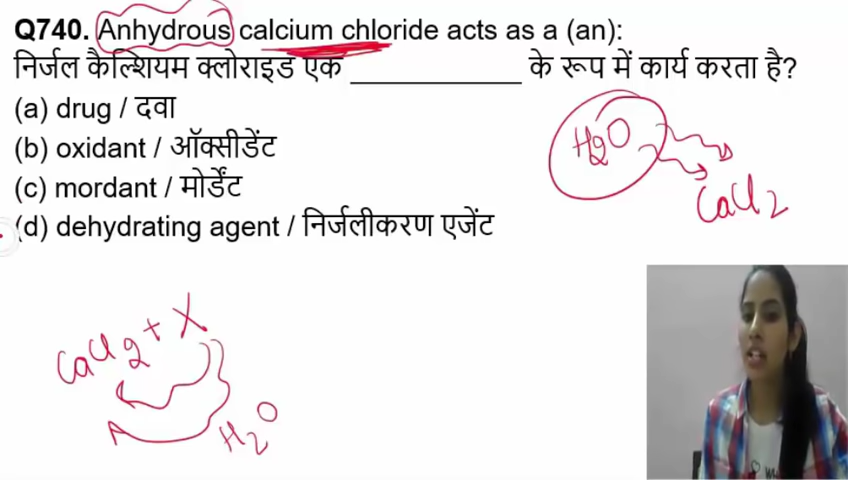 Q740. Anhydrous calcium chloride acts as a (an):
निर्जल कैल्शियम क्लोराइड एक ____________ के रूप में कार्य करता है?
(a) drug / दवा
(b) oxidant / ऑक्सीडेंट
(c) mordant / मोर्डेंट
(d) dehydrating agent / निर्जलीकरण एजेंट
H2O
CaCl2
CaCl2 + X
H2O